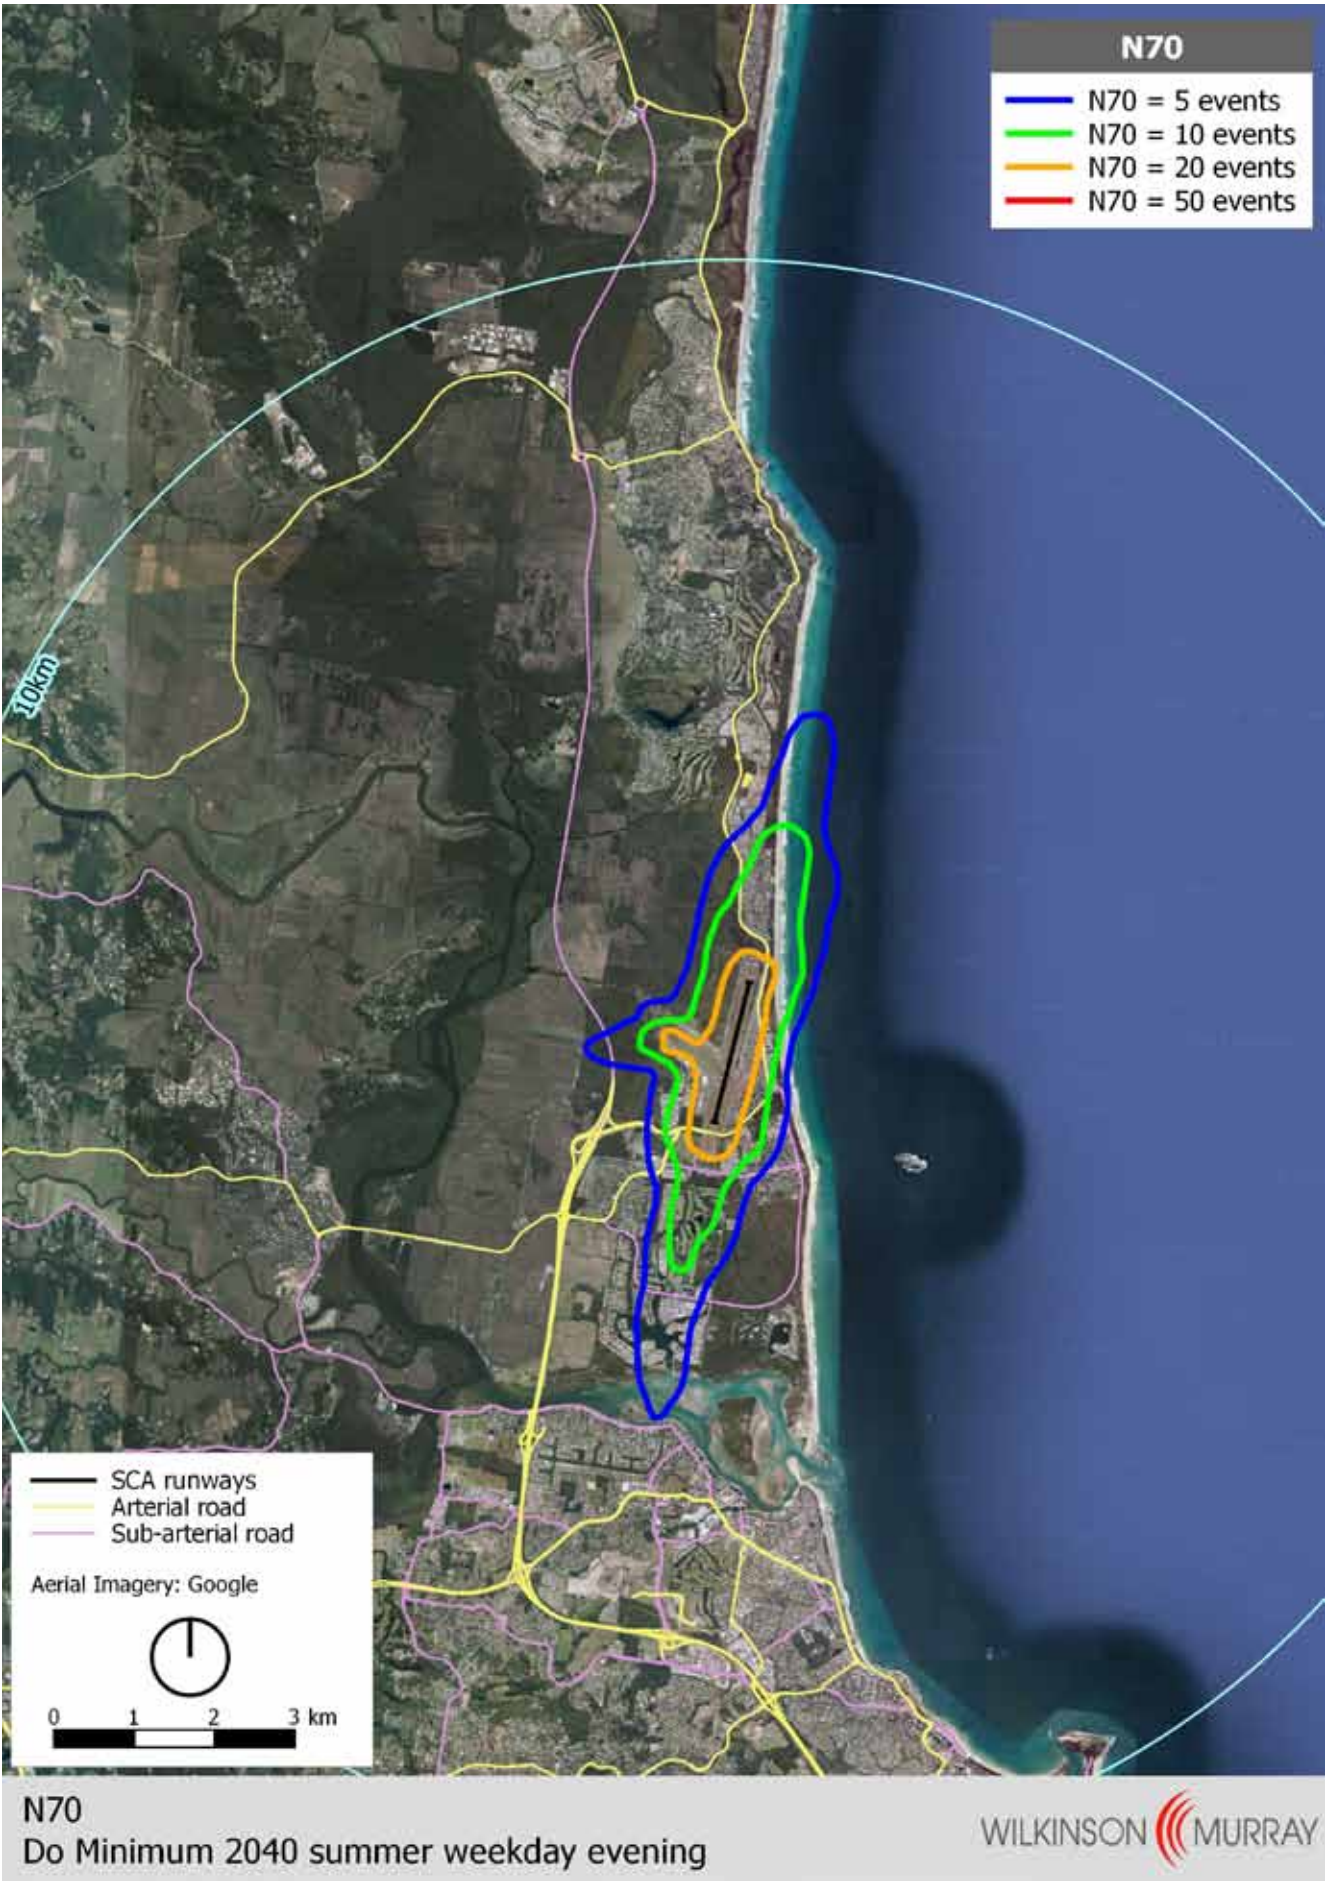 N70
N70 = 5 events
N70 = 10 events
N70 = 20 events
N70 = 50 events
10km
SCA runways
Arterial road
Sub-arterial road
Aerial Imagery: Google
0 1 2 3 km
N70
Do Minimum 2040 summer weekday evening
WILKINSON MURRAY